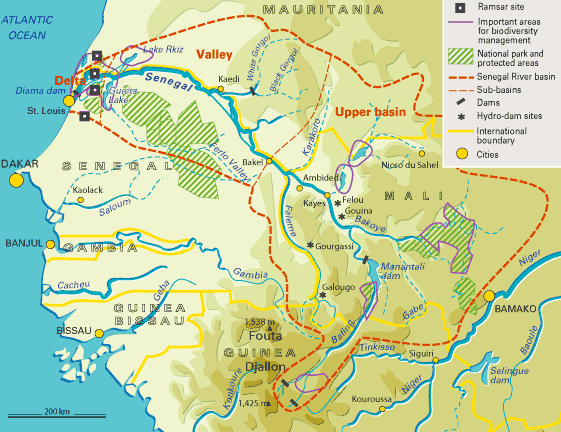 ATLANTIC
OCEAN
MAURITANIA
Lake Rkiz
Valley
Delta
Diama dam
Guiers
Lake
St. Louis
Senegal
Kaedi
White Gorgol
Black Gorgol
Upper basin
Karakoro
Ferlo Valley
Bakel
Nioro du Sahel
DAKAR
SENEGAL
Ambidedi
Kayes
Felou
Gouina
MALI
Kaolack
Saloum
Faleme
Bakoye
BANJUL
GAMBIA
Gourgassi
Gambia
Manantali
dam
Niger
Cacheu
Geba
Galougo
GUINEA
BISSAU
BISSAU
Gabe
BAMAKO
1,538 m
Fouta
GUINEA
Djallon
Bafing
Tinkisso
Siguiri
Baoule
Selingue
dam
Niger
Konkoure
1,425 m
Kouroussa
200 km
Ramsar site
Important areas
for biodiversity
management
National park and
protected areas
Senegal River basin
Sub-basins
Dams
Hydro-dam sites
International
boundary
Cities